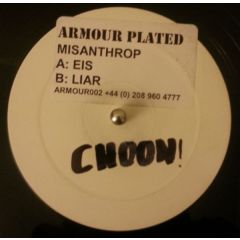 ARMOUR PLATED
MISANTHROP
A: EIS
B: LIAR
ARMOUR002 +44 (0) 208 960 4777
CHOON!